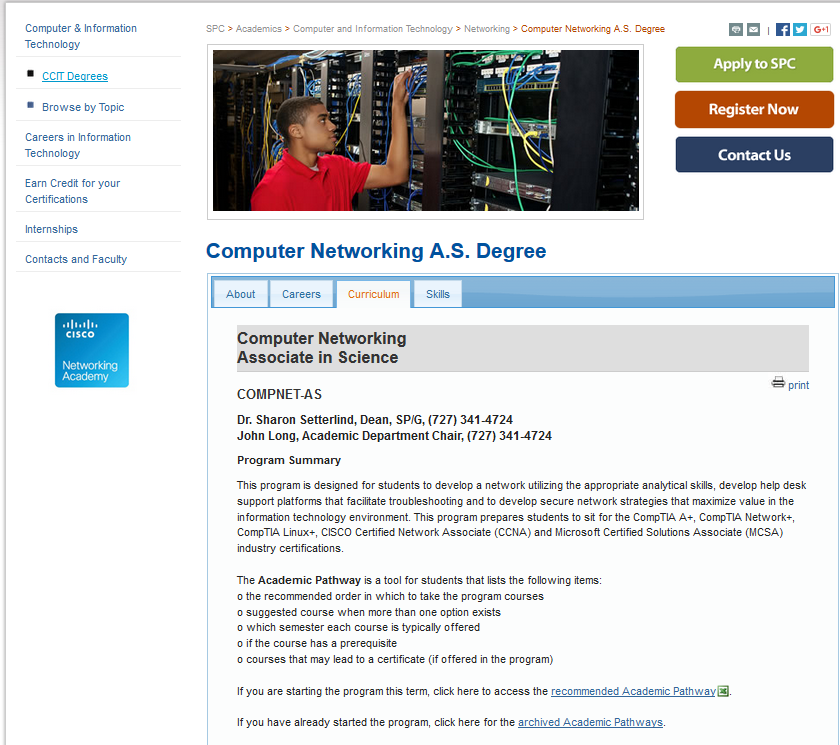 Computer & Information
Technology
CCIT Degrees
Browse by Topic
Careers in Information
Technology
Earn Credit for your
Certifications
Internships
Contacts and Faculty
CISCO
Networking
Academy
SPC > Academics > Computer and Information Technology > Networking > Computer Networking A.S. Degree
| f G+1
Apply to SPC
Register Now
Contact Us
Computer Networking A.S. Degree
About Careers Curriculum Skills
Computer Networking
Associate in Science
print
COMPNET-AS
Dr. Sharon Setterlind, Dean, SP/G, (727) 341-4724
John Long, Academic Department Chair, (727) 341-4724
Program Summary
This program is designed for students to develop a network utilizing the appropriate analytical skills, develop help desk
support platforms that facilitate troubleshooting and to develop secure network strategies that maximize value in the
information technology environment. This program prepares students to sit for the CompTIA A+, CompTIA Network+,
CompTIA Linux+, CISCO Certified Network Associate (CCNA) and Microsoft Certified Solutions Associate (MCSA)
industry certifications.
The Academic Pathway is a tool for students that lists the following items:
o the recommended order in which to take the program courses
o suggested course when more than one option exists
o which semester each course is typically offered
o if the course has a prerequisite
o courses that may lead to a certificate (if offered in the program)
If you are starting the program this term, click here to access the recommended Academic Pathway.
If you have already started the program, click here for the archived Academic Pathways.